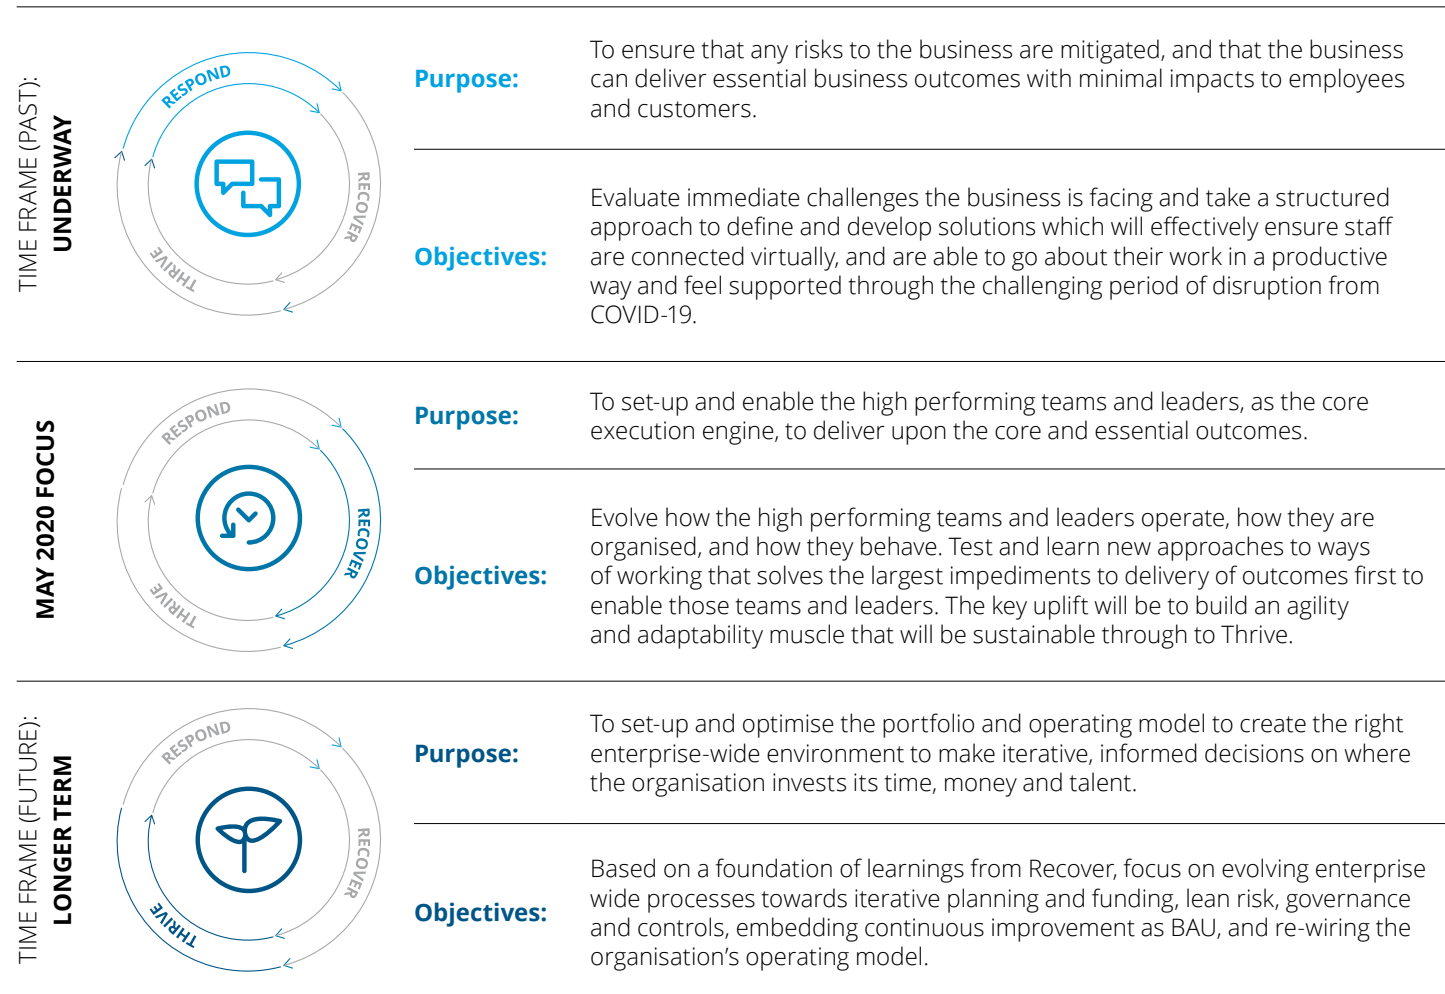 TIME FRAME (PAST):
UNDERWAY
RESPOND
RECOVER
THRIVE
Purpose:
To ensure that any risks to the business are mitigated, and that the business
can deliver essential business outcomes with minimal impacts to employees
and customers.
Objectives:
Evaluate immediate challenges the business is facing and take a structured
approach to define and develop solutions which will effectively ensure staff
are connected virtually, and are able to go about their work in a productive
way and feel supported through the challenging period of disruption from
COVID-19.
MAY 2020 FOCUS
RESPOND
RECOVER
THRIVE
Purpose:
To set-up and enable the high performing teams and leaders, as the core
execution engine, to deliver upon the core and essential outcomes.
Objectives:
Evolve how the high performing teams and leaders operate, how they are
organised, and how they behave. Test and learn new approaches to ways
of working that solves the largest impediments to delivery of outcomes first to
enable those teams and leaders. The key uplift will be to build an agility
and adaptability muscle that will be sustainable through to Thrive.
TIME FRAME (FUTURE):
LONGER TERM
RESPOND
RECOVER
THRIVE
Purpose:
To set-up and optimise the portfolio and operating model to create the right
enterprise-wide environment to make iterative, informed decisions on where
the organisation invests its time, money and talent.
Objectives:
Based on a foundation of learnings from Recover, focus on evolving enterprise
wide processes towards iterative planning and funding, lean risk, governance
and controls, embedding continuous improvement as BAU, and re-wiring the
organisation's operating model.